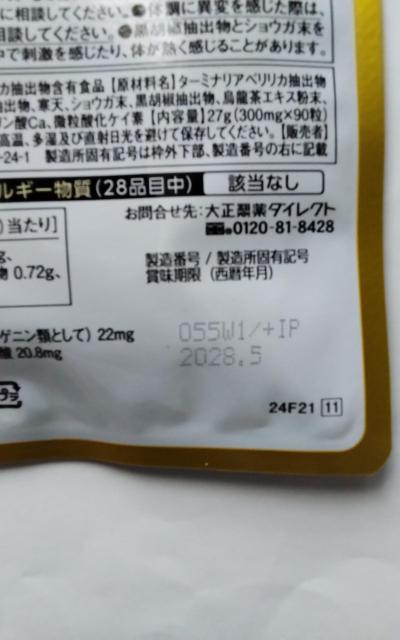 に相談してください。●体調に異変を感じた際は、
相談してください。●黒胡椒抽出物とショウガ末を
で刺激を感じたり、体が熱く感じることがあります。
カ抽出物含有食品【原材料名】ターミナリアベリリカ抽出物
出物、寒天、ショウガ末、黒胡椒抽出物、烏龍茶エキス粉末、
ン酸Ca、微粒酸化ケイ素【内容量】27g(300mg×90粒)
高温、多湿及び直射日光を避けて保存してください。【販売者】
-24-1 製造所固有記号は枠外下部、製造番号の右に記載
ルギー物質(28品目中) 該当なし
お問合せ先:大正製薬ダイレクト
0120-81-8428
)当たり]
物 0.72g、
製造番号/製造所固有記号
賞味期限(西暦年月)
ゲニン類として) 22mg
酸 20.8mg
055W1/+IP
2028.5
プラ
24F21 11